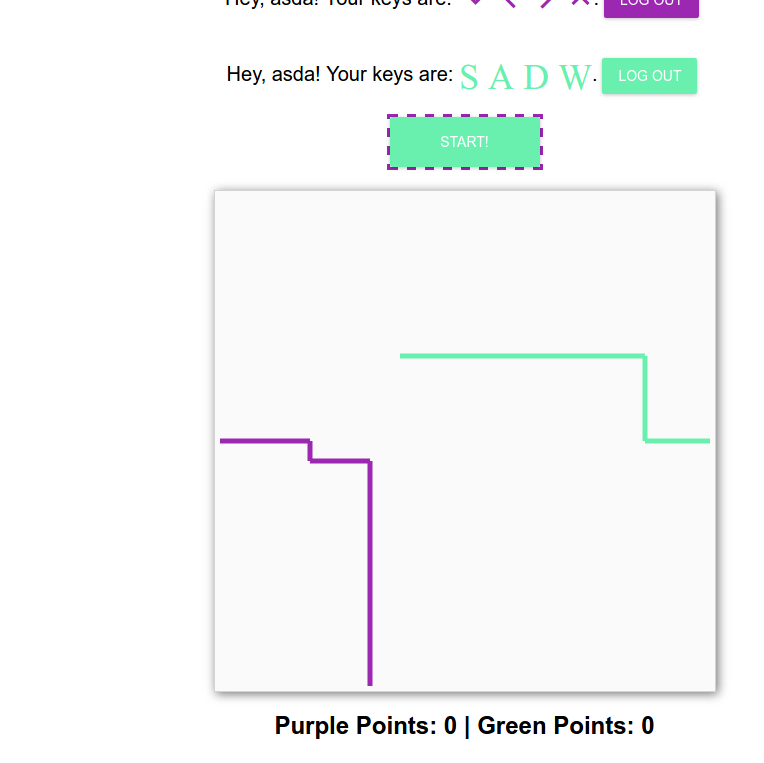 Hey, asda! Your keys are: ↓ ← → ↑. LOG OUT
Hey, asda! Your keys are: S A D W. LOG OUT
START!
Purple Points: 0 | Green Points: 0